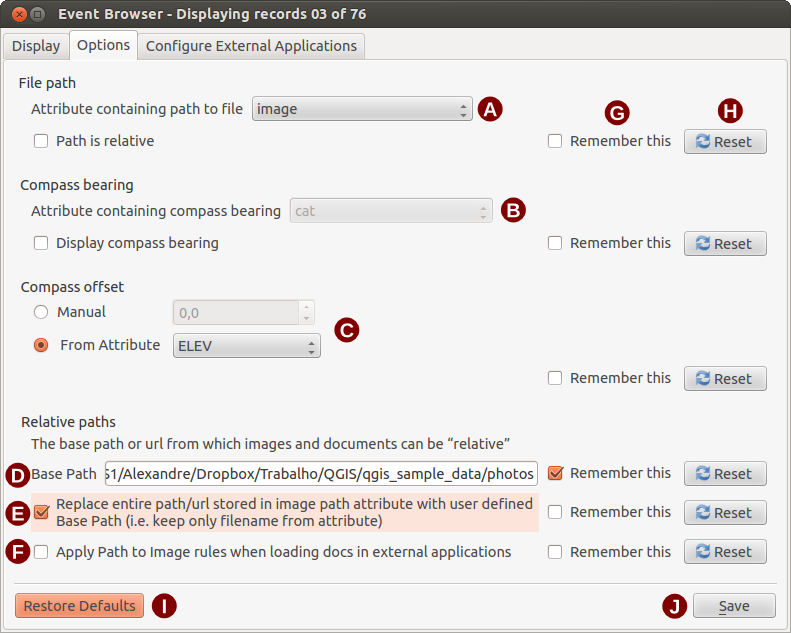 Event Browser - Displaying records 03 of 76
Display Options Configure External Applications
File path
Attribute containing path to file image A G H
Path is relative Remember this Reset
Compass bearing
Attribute containing compass bearing cat B
Display compass bearing Remember this Reset
Compass offset
Manual 0,0
C
From Attribute ELEV
Remember this Reset
Relative paths
The base path or url from which images and documents can be “relative”
D Base Path S1/Alexandre/Dropbox/Trabalho/QGIS/qgis_sample_data/photos Remember this Reset
E Replace entire path/url stored in image path attribute with user defined
Base Path (i.e. keep only filename from attribute) Remember this Reset
F Apply Path to Image rules when loading docs in external applications Remember this Reset
Restore Defaults I J Save